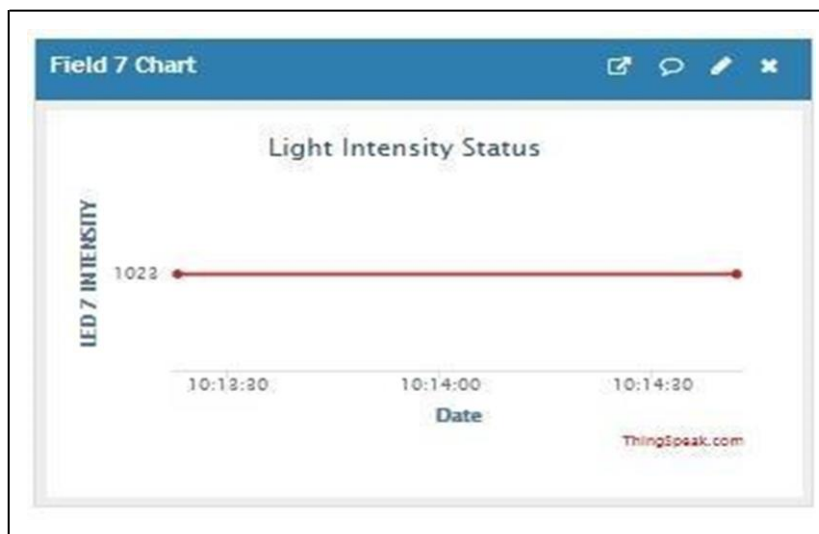 Field 7 Chart
Light Intensity Status
LED 7 INTENSITY
1023
10:13:30
10:14:00
10:14:30
Date
ThingSpeak.com